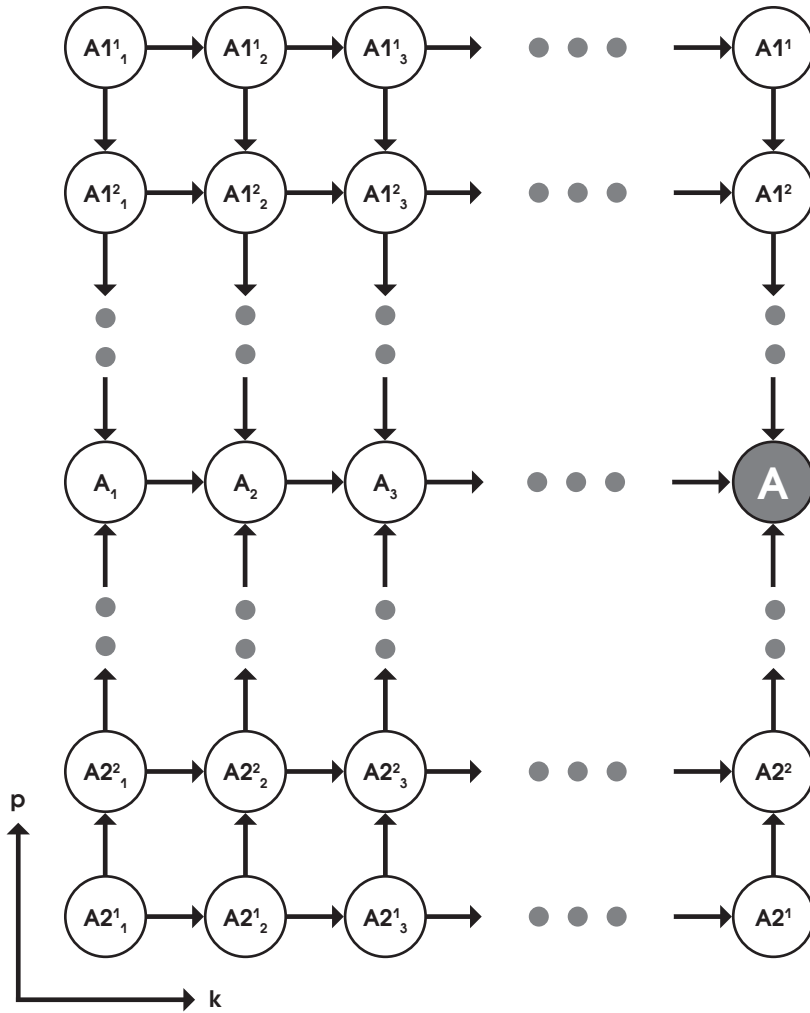 A1¹₁ A1¹₂ A1¹₃ A1¹
A1²₁ A1²₂ A1²₃ A1²
A₁ A₂ A₃ A
A2²₁ A2²₂ A2²₃ A2²
p
A2¹₁ A2¹₂ A2¹₃ A2¹
k